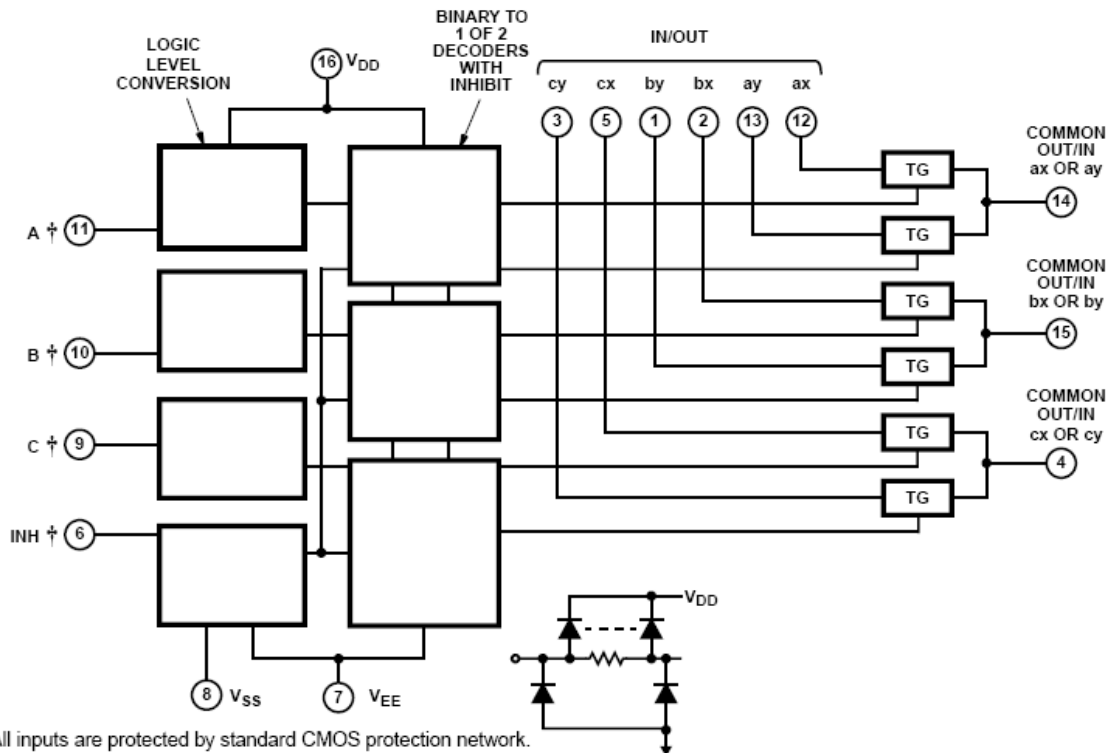 LOGIC
LEVEL
CONVERSION
16 VDD
BINARY TO
1 OF 2
DECODERS
WITH
INHIBIT
IN/OUT
cy cx by bx ay ax
3 5 1 2 13 12
COMMON
OUT/IN
ax OR ay
14
TG
TG
A † 11
COMMON
OUT/IN
bx OR by
15
TG
TG
B † 10
COMMON
OUT/IN
cx OR cy
4
TG
TG
C † 9
INH † 6
8 VSS
7 VEE
VDD
All inputs are protected by standard CMOS protection network.